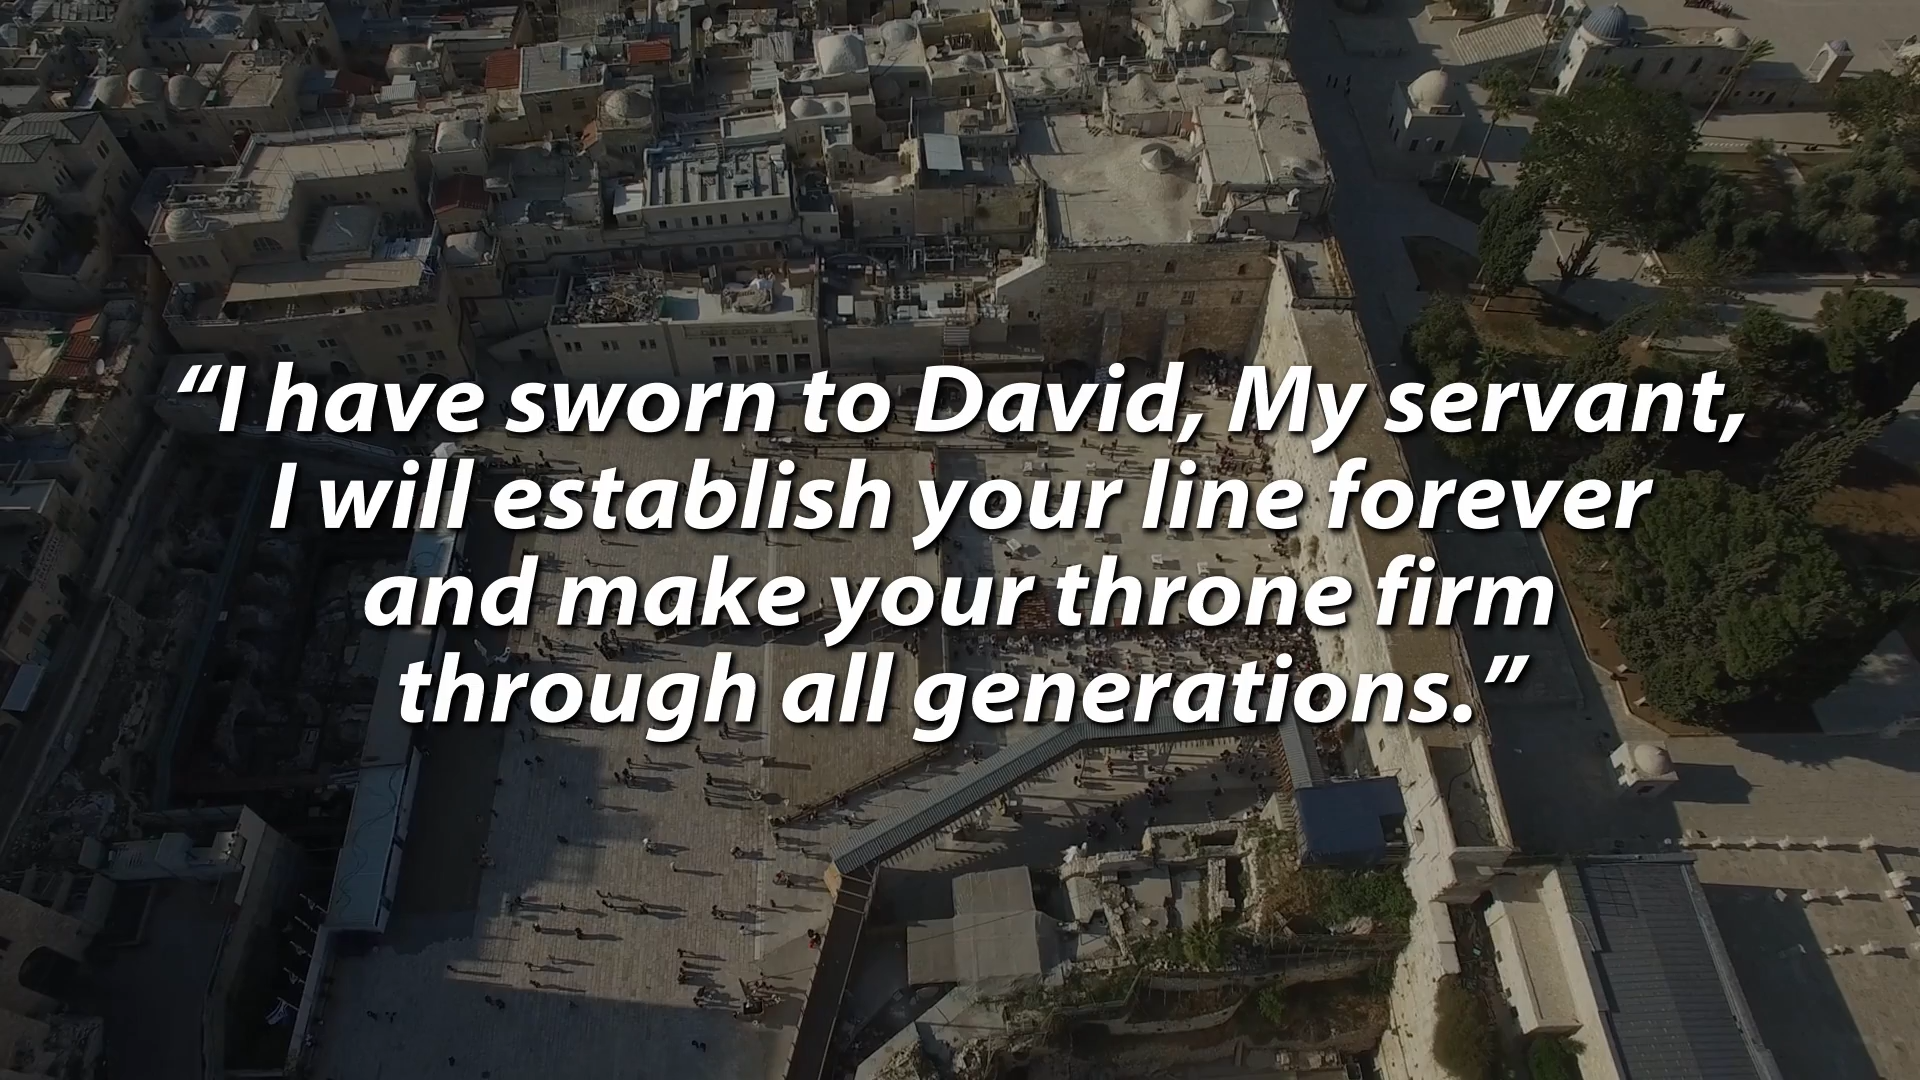 “I have sworn to David, My servant,
I will establish your line forever
and make your throne firm
through all generations.”